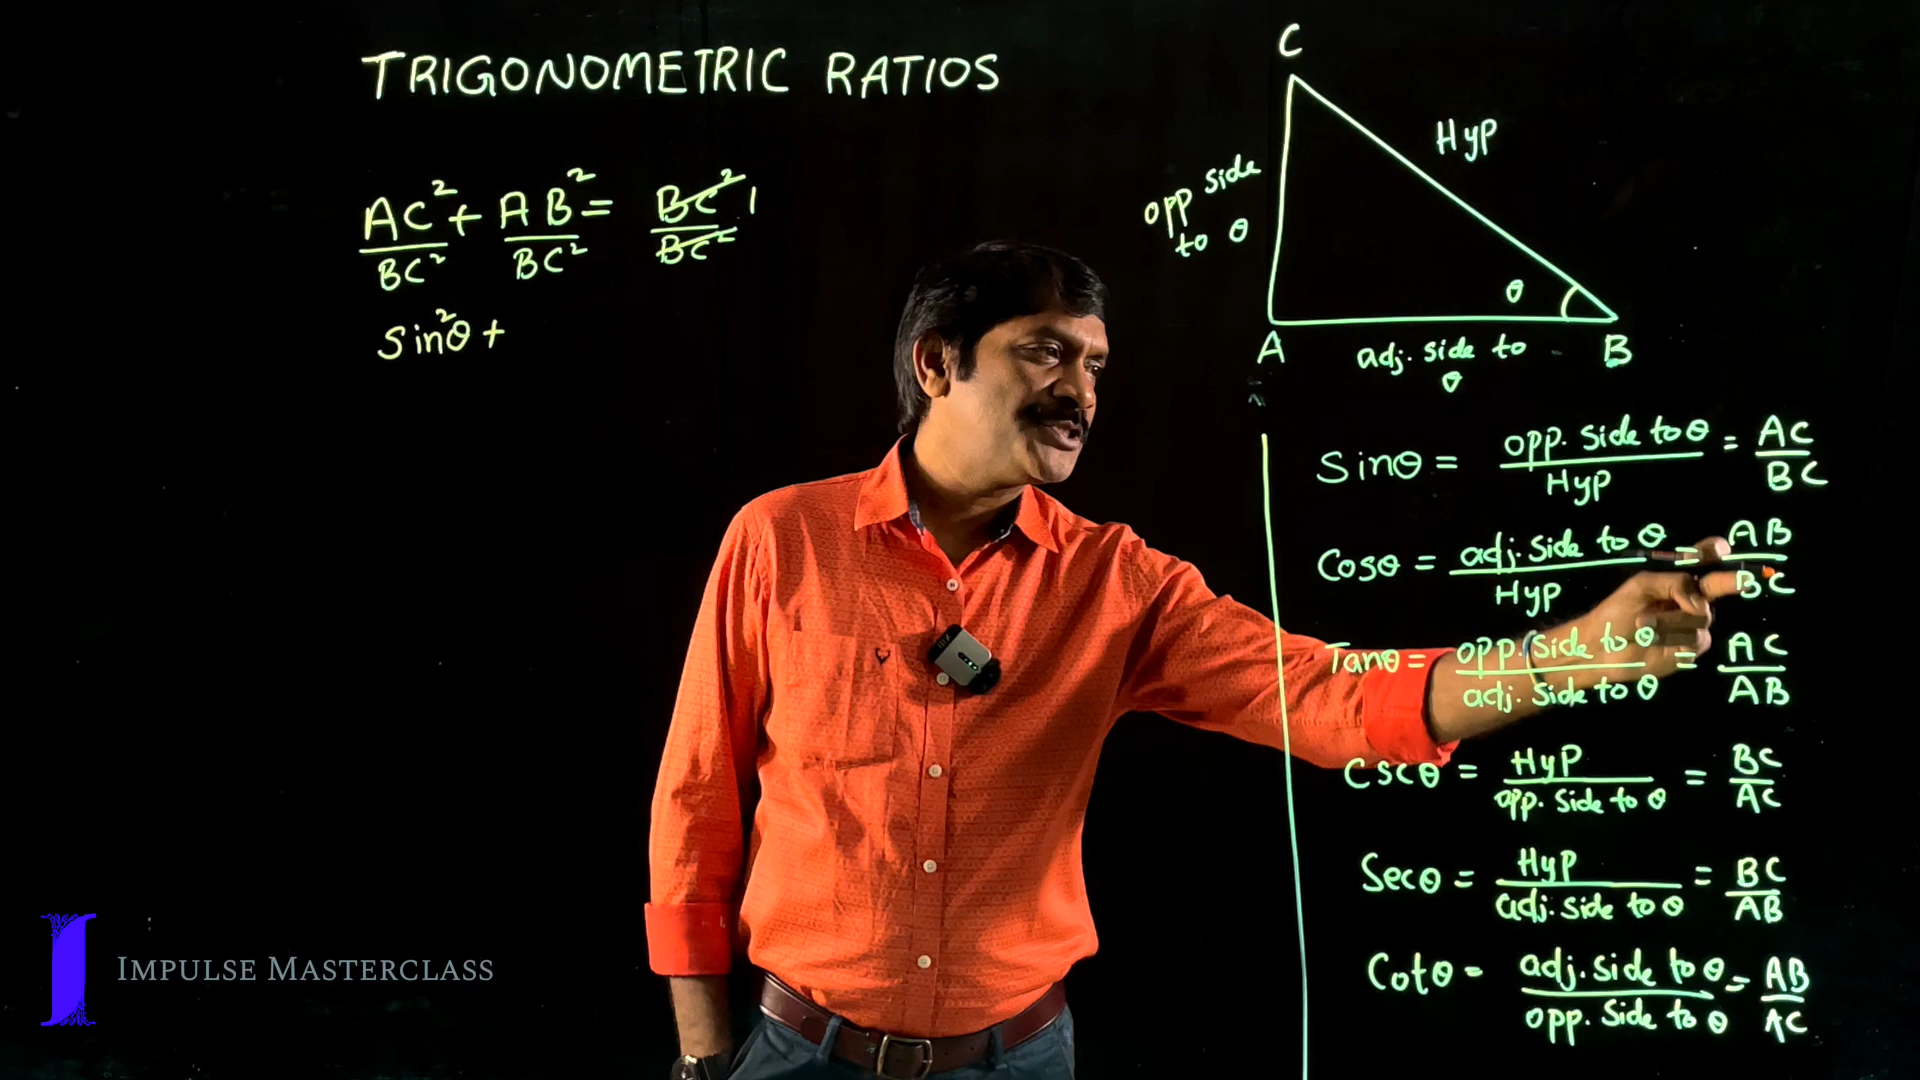 TRIGONOMETRIC RATIOS
AC²/BC² + AB²/BC² = BC²/BC² 1
Sin²θ +
C
Hyp
opp side
to θ
θ
A
B
adj. side to
θ
Sinθ = opp. side to θ/Hyp = AC/BC
Cosθ = adj. side to θ/Hyp = AB/BC
Tanθ = opp. side to θ/adj. side to θ = AC/AB
Cscθ = Hyp/opp. side to θ = BC/AC
Secθ = Hyp/adj. side to θ = BC/AB
Cotθ = adj. side to θ/opp. side to θ = AB/AC
IMPULSE MASTERCLASS